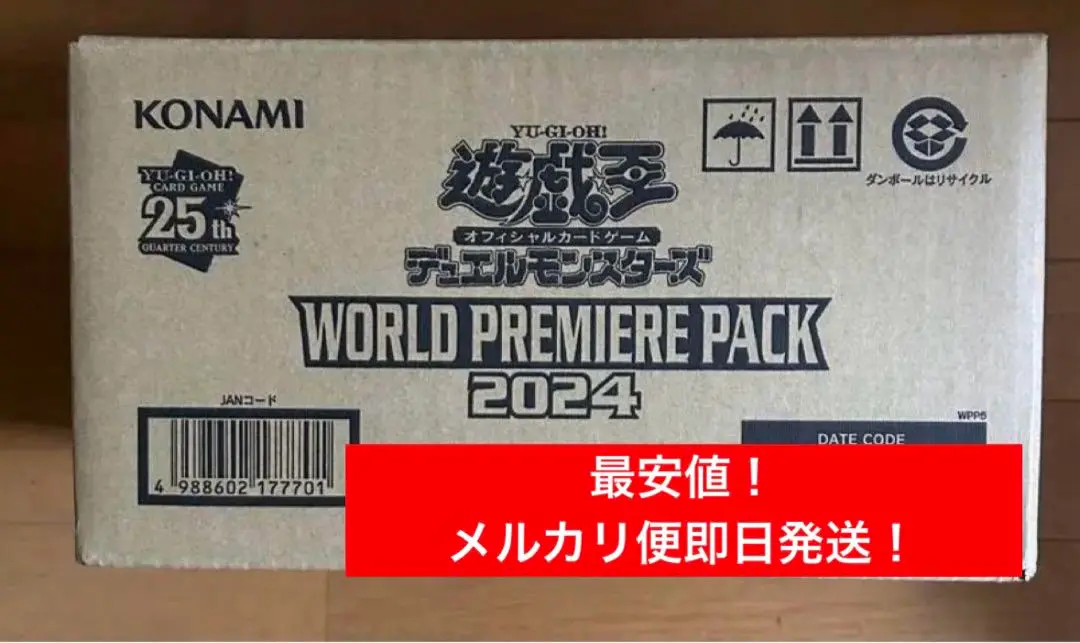 KONAMI
YU-GI-OH!
CARD GAME
25th
QUARTER CENTURY
YU-GI-OH!
遊戯王
オフィシャルカードゲーム
デュエルモンスターズ
ダンボールはリサイクル
WORLD PREMIERE PACK
2024
JANコード
4 988602 177701
WPP5
DATE CODE
最安値！
メルカリ便即日発送！